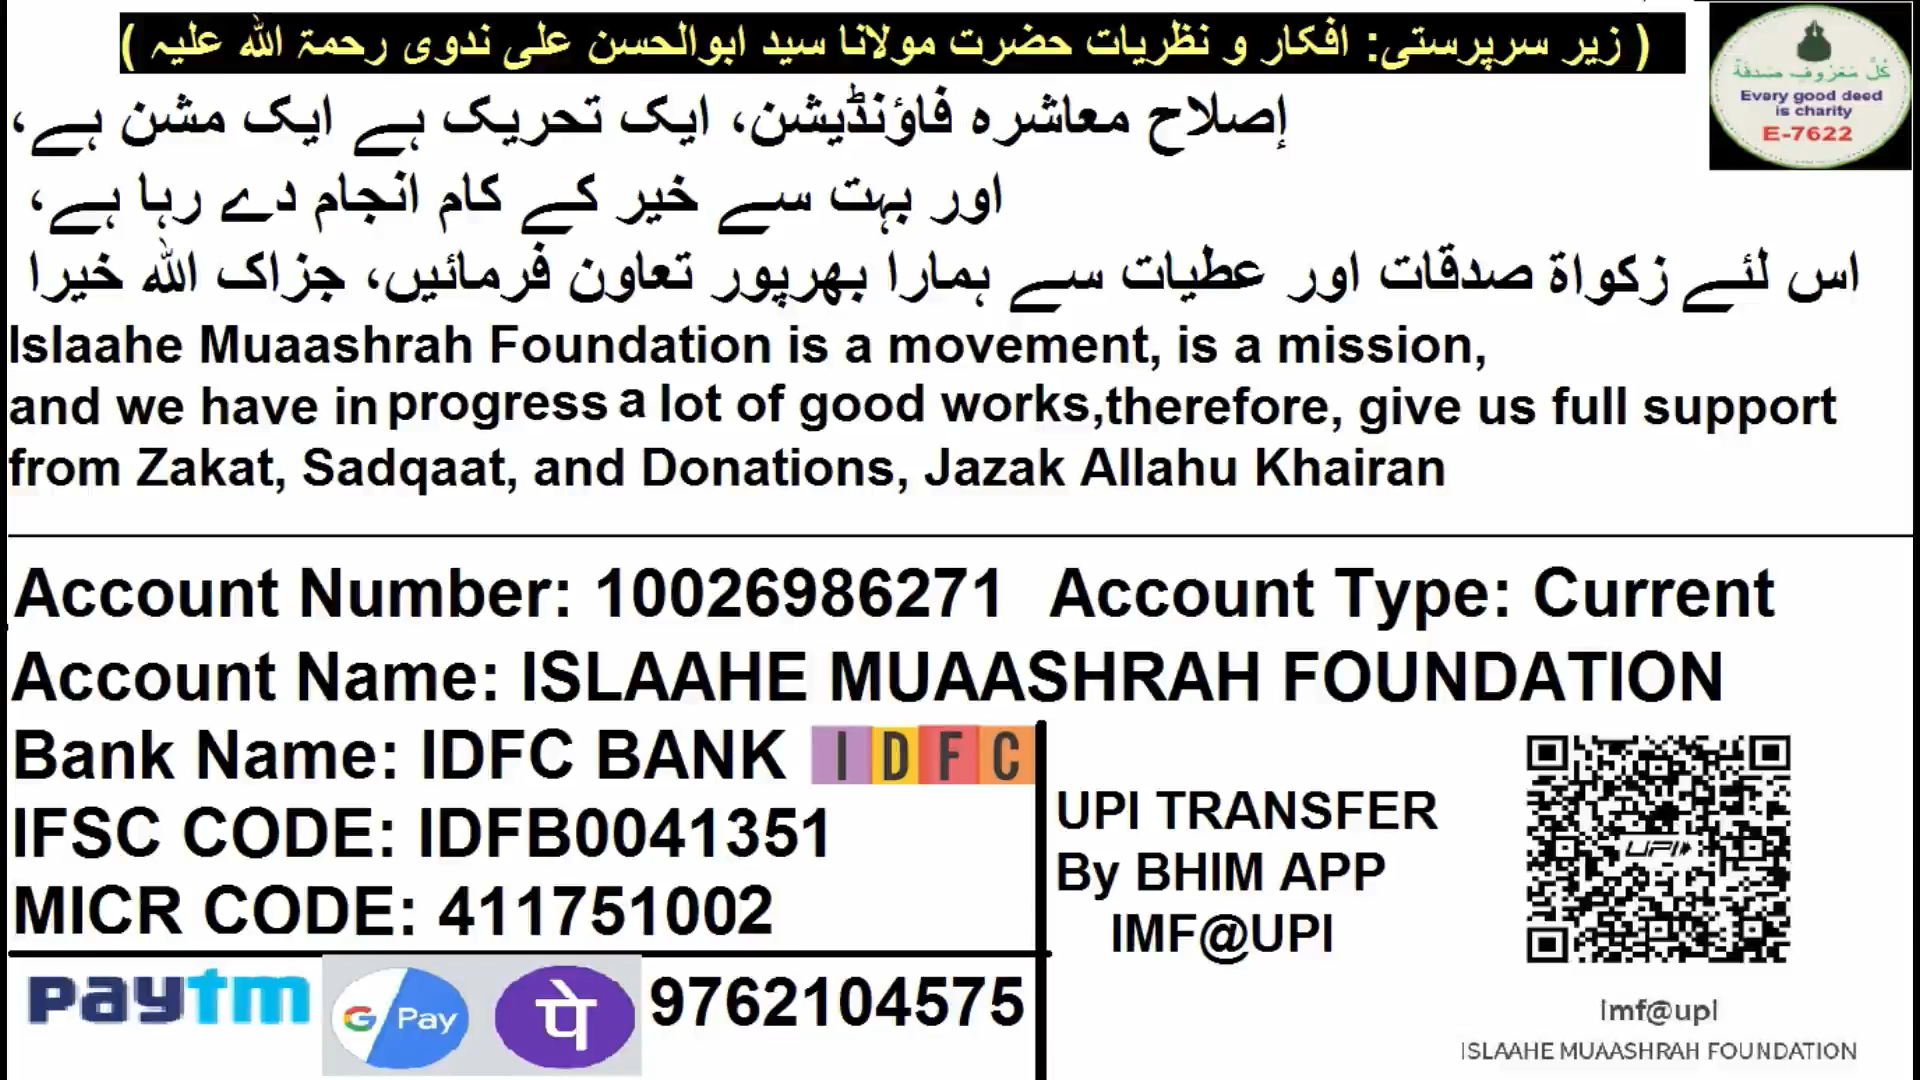 ( زیر سرپرستی: افکار و نظریات حضرت مولانا سید ابوالحسن علی ندوی رحمۃ اللہ علیہ )
كُلُّ مَعْرُوفٍ صَدَقَةٌ
Every good deed
is charity
E-7622
إصلاح معاشرہ فاؤنڈیشن، ایک تحریک ہے ایک مشن ہے،
اور بہت سے خیر کے کام انجام دے رہا ہے،
اس لئے زکواۃ صدقات اور عطیات سے ہمارا بھرپور تعاون فرمائیں، جزاک اللہ خیرا
Islaahe Muaashrah Foundation is a movement, is a mission,
and we have in progress a lot of good works,therefore, give us full support
from Zakat, Sadqaat, and Donations, Jazak Allahu Khairan
Account Number: 10026986271 Account Type: Current
Account Name: ISLAAHE MUAASHRAH FOUNDATION
Bank Name: IDFC BANK IDFC
IFSC CODE: IDFB0041351
MICR CODE: 411751002
UPI TRANSFER
By BHIM APP
IMF@UPI
UPI
Imf@upI
ISLAAHE MUAASHRAH FOUNDATION
paytm G Pay पे 9762104575